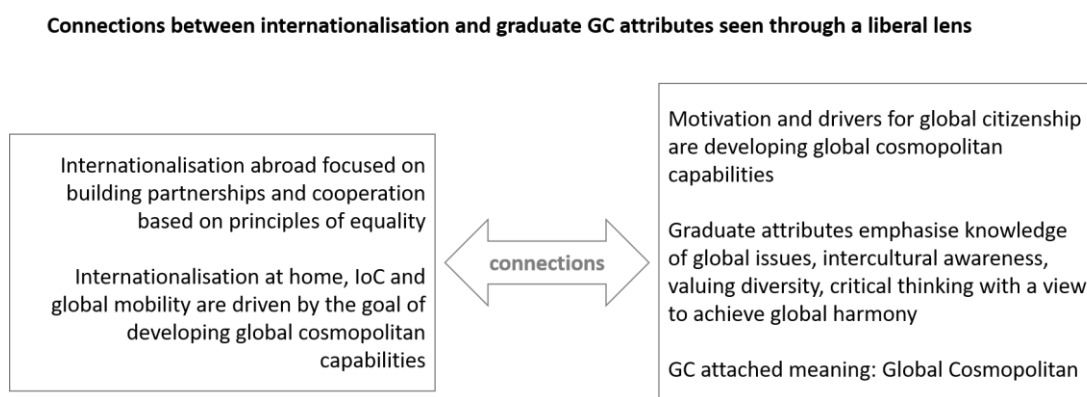 Connections between internationalisation and graduate GC attributes seen through a liberal lens
Internationalisation abroad focused on
building partnerships and cooperation
based on principles of equality
Internationalisation at home, IoC and
global mobility are driven by the goal of
developing global cosmopolitan
capabilities
connections
Motivation and drivers for global citizenship
are developing global cosmopolitan
capabilities
Graduate attributes emphasise knowledge
of global issues, intercultural awareness,
valuing diversity, critical thinking with a view
to achieve global harmony
GC attached meaning: Global Cosmopolitan